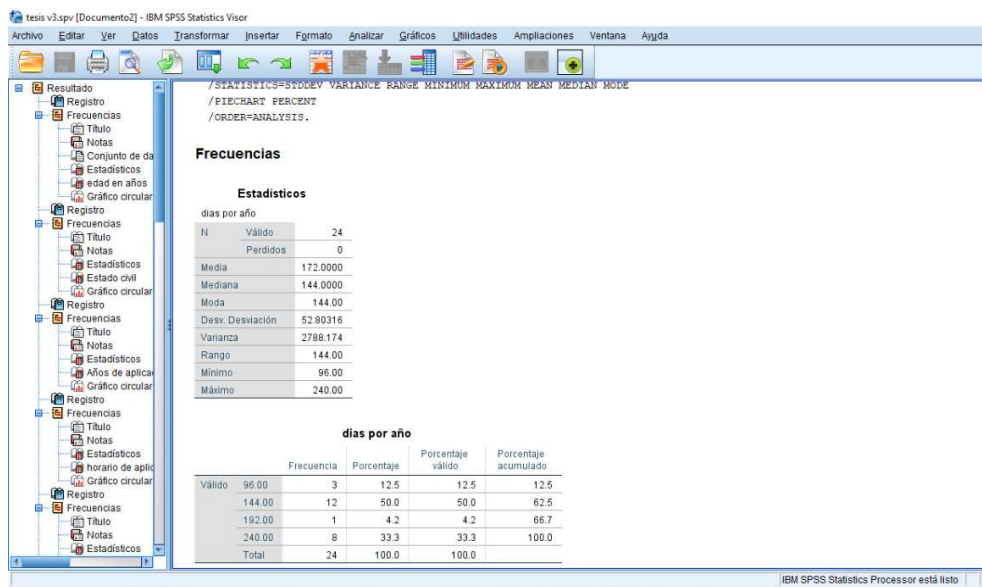 tesis v3.spv [Documento2] - IBM SPSS Statistics Visor
Archivo Editar Ver Datos Transformar Insertar Formato Analizar Gráficos Utilidades Ampliaciones Ventana Ayuda
Resultado
Registro
Frecuencias
Título
Notas
Conjunto de da
Estadísticos
edad en años
Gráfico circular
Registro
Frecuencias
Título
Notas
Estadísticos
Estado civil
Gráfico circular
Registro
Frecuencias
Título
Notas
Estadísticos
Años de aplica
Gráfico circular
Registro
Frecuencias
Título
Notas
Estadísticos
horario de aplic
Gráfico circular
Registro
Frecuencias
Título
Notas
Estadísticos
/STATISTICS=STDDEV VARIANCE RANGE MINIMUM MAXIMUM MEAN MEDIAN MODE
/PIECHART PERCENT
/ORDER=ANALYSIS.
Frecuencias
Estadísticos
dias por año
N Válido 24
Perdidos 0
Media 172.0000
Mediana 144.0000
Moda 144.00
Desv. Desviación 52.80316
Varianza 2788.174
Rango 144.00
Mínimo 96.00
Máximo 240.00
dias por año
Frecuencia Porcentaje Porcentaje válido Porcentaje acumulado
Válido 96.00 3 12.5 12.5 12.5
144.00 12 50.0 50.0 62.5
192.00 1 4.2 4.2 66.7
240.00 8 33.3 33.3 100.0
Total 24 100.0 100.0
IBM SPSS Statistics Processor está listo